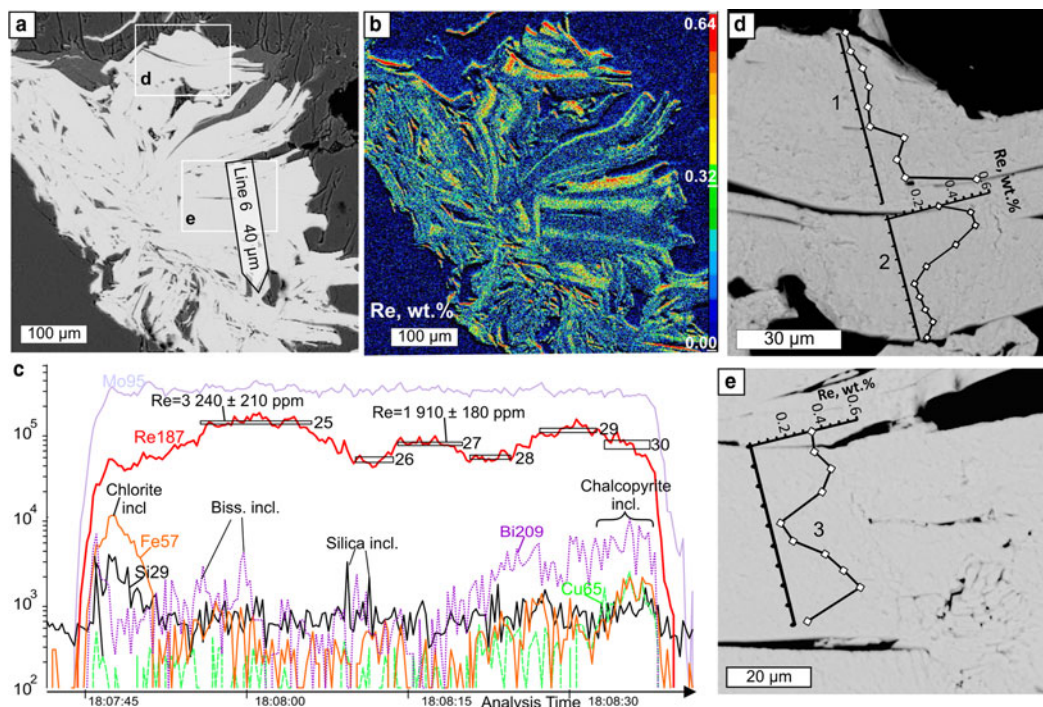 a
d
e
Line 6 40 µm
100 µm
b
0.64
0.32
0.00
Re, wt.%
100 µm
d
1
Re, wt.%
0.2 0.4 0.6
2
30 µm
c
Mo95
Re=3 240 ± 210 ppm
Re=1 910 ± 180 ppm
10⁵
Re187
25
26
27
28
29
30
Chlorite
incl
10⁴
Fe57
Si29
Biss. incl.
Silica incl.
Bi209
Chalcopyrite
incl.
Cu65
10³
10²
18:07:45
18:08:00
18:08:15
Analysis Time
18:08:30
e
Re, wt.%
0.2 0.4 0.6
3
20 µm